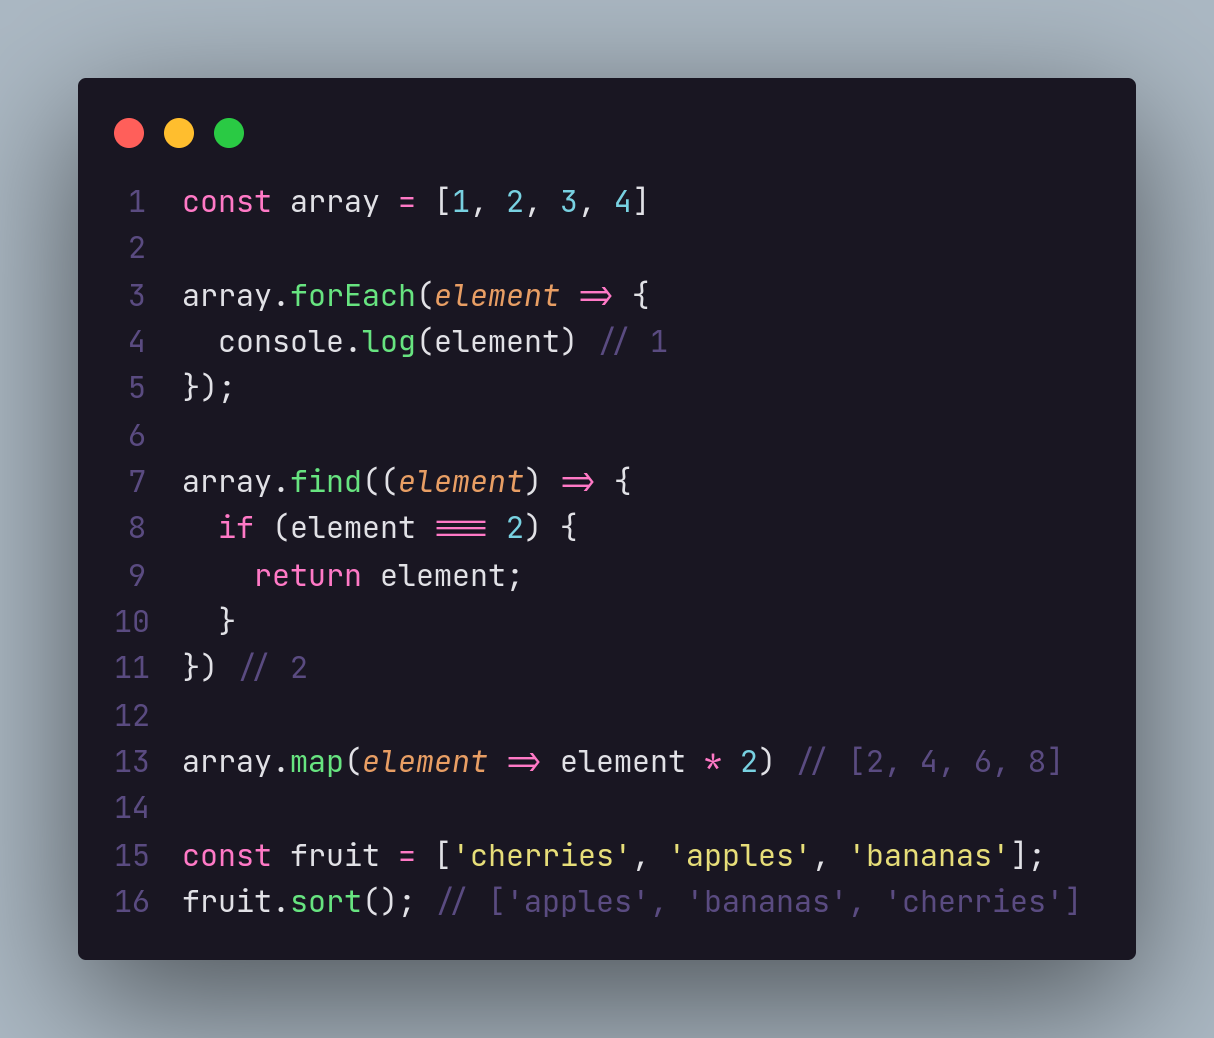 1 const array = [1, 2, 3, 4]
2
3 array.forEach(element => {
4   console.log(element) // 1
5 });
6
7 array.find((element) => {
8   if (element === 2) {
9     return element;
10   }
11 }) // 2
12
13 array.map(element => element * 2) // [2, 4, 6, 8]
14
15 const fruit = ['cherries', 'apples', 'bananas'];
16 fruit.sort(); // ['apples', 'bananas', 'cherries']